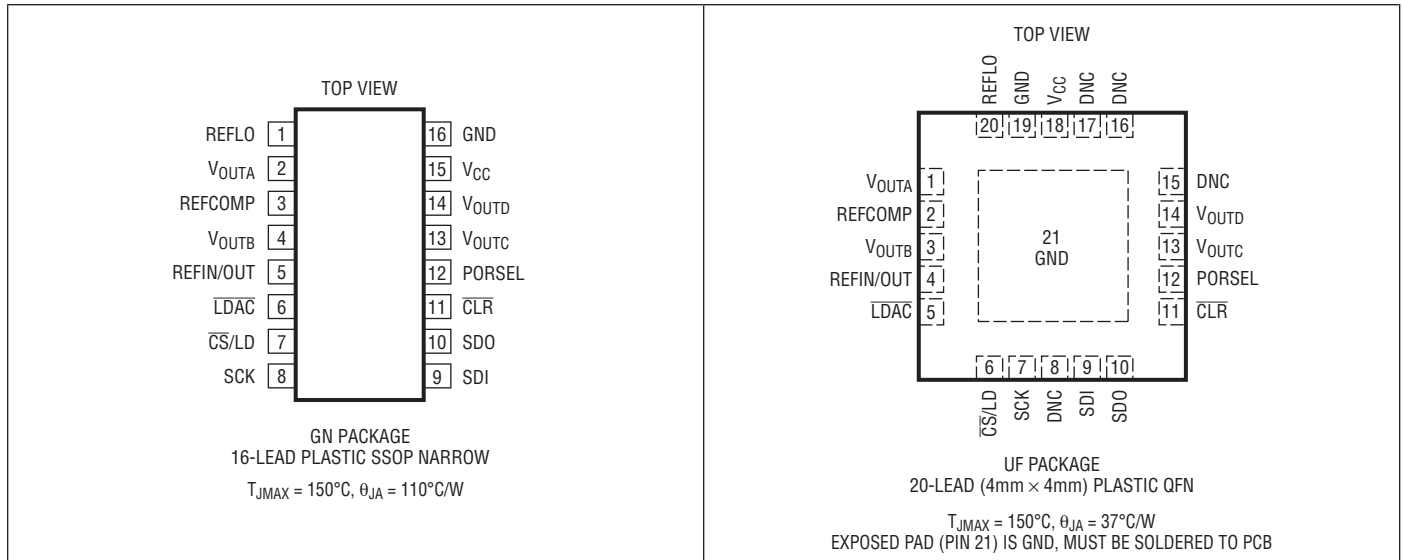 TOP VIEW
REFLO 1
VOUTA 2
REFCOMP 3
VOUTB 4
REFIN/OUT 5
LDAC 6
CS/LD 7
SCK 8
16 GND
15 VCC
14 VOUTD
13 VOUTC
12 PORSEL
11 CLR
10 SDO
9 SDI
GN PACKAGE
16-LEAD PLASTIC SSOP NARROW
TJMAX = 150°C, θJA = 110°C/W
TOP VIEW
REFLO GND VCC DNC DNC
20 19 18 17 16
VOUTA 1
REFCOMP 2
VOUTB 3
REFIN/OUT 4
LDAC 5
21
GND
15 DNC
14 VOUTD
13 VOUTC
12 PORSEL
11 CLR
6 7 8 9 10
CS/LD SCK DNC SDI SDO
UF PACKAGE
20-LEAD (4mm × 4mm) PLASTIC QFN
TJMAX = 150°C, θJA = 37°C/W
EXPOSED PAD (PIN 21) IS GND, MUST BE SOLDERED TO PCB